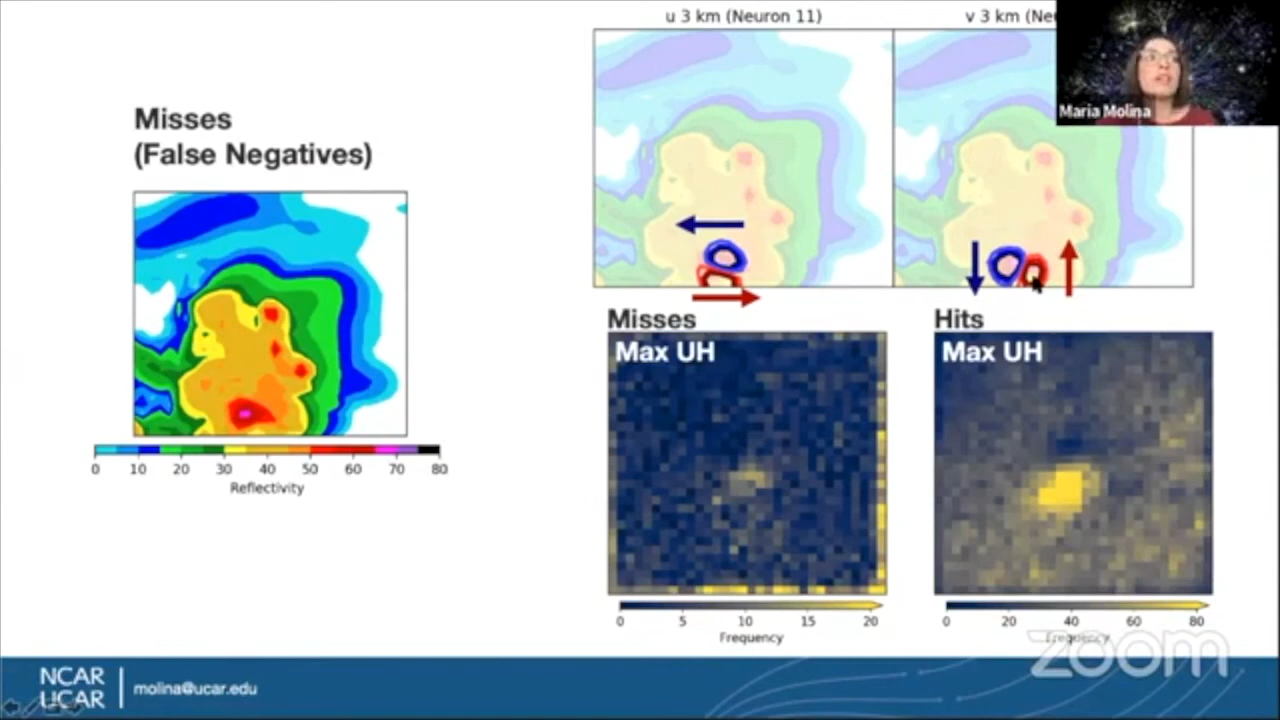 u 3 km (Neuron 11)
v 3 km
Maria Molina
Misses
(False Negatives)
0 10 20 30 40 50 60 70 80
Reflectivity
Misses
Max UH
0 5 10 15 20
Frequency
Hits
Max UH
0 20 40 60 80
Frequency
zoom
NCAR
UCAR
molina@ucar.edu